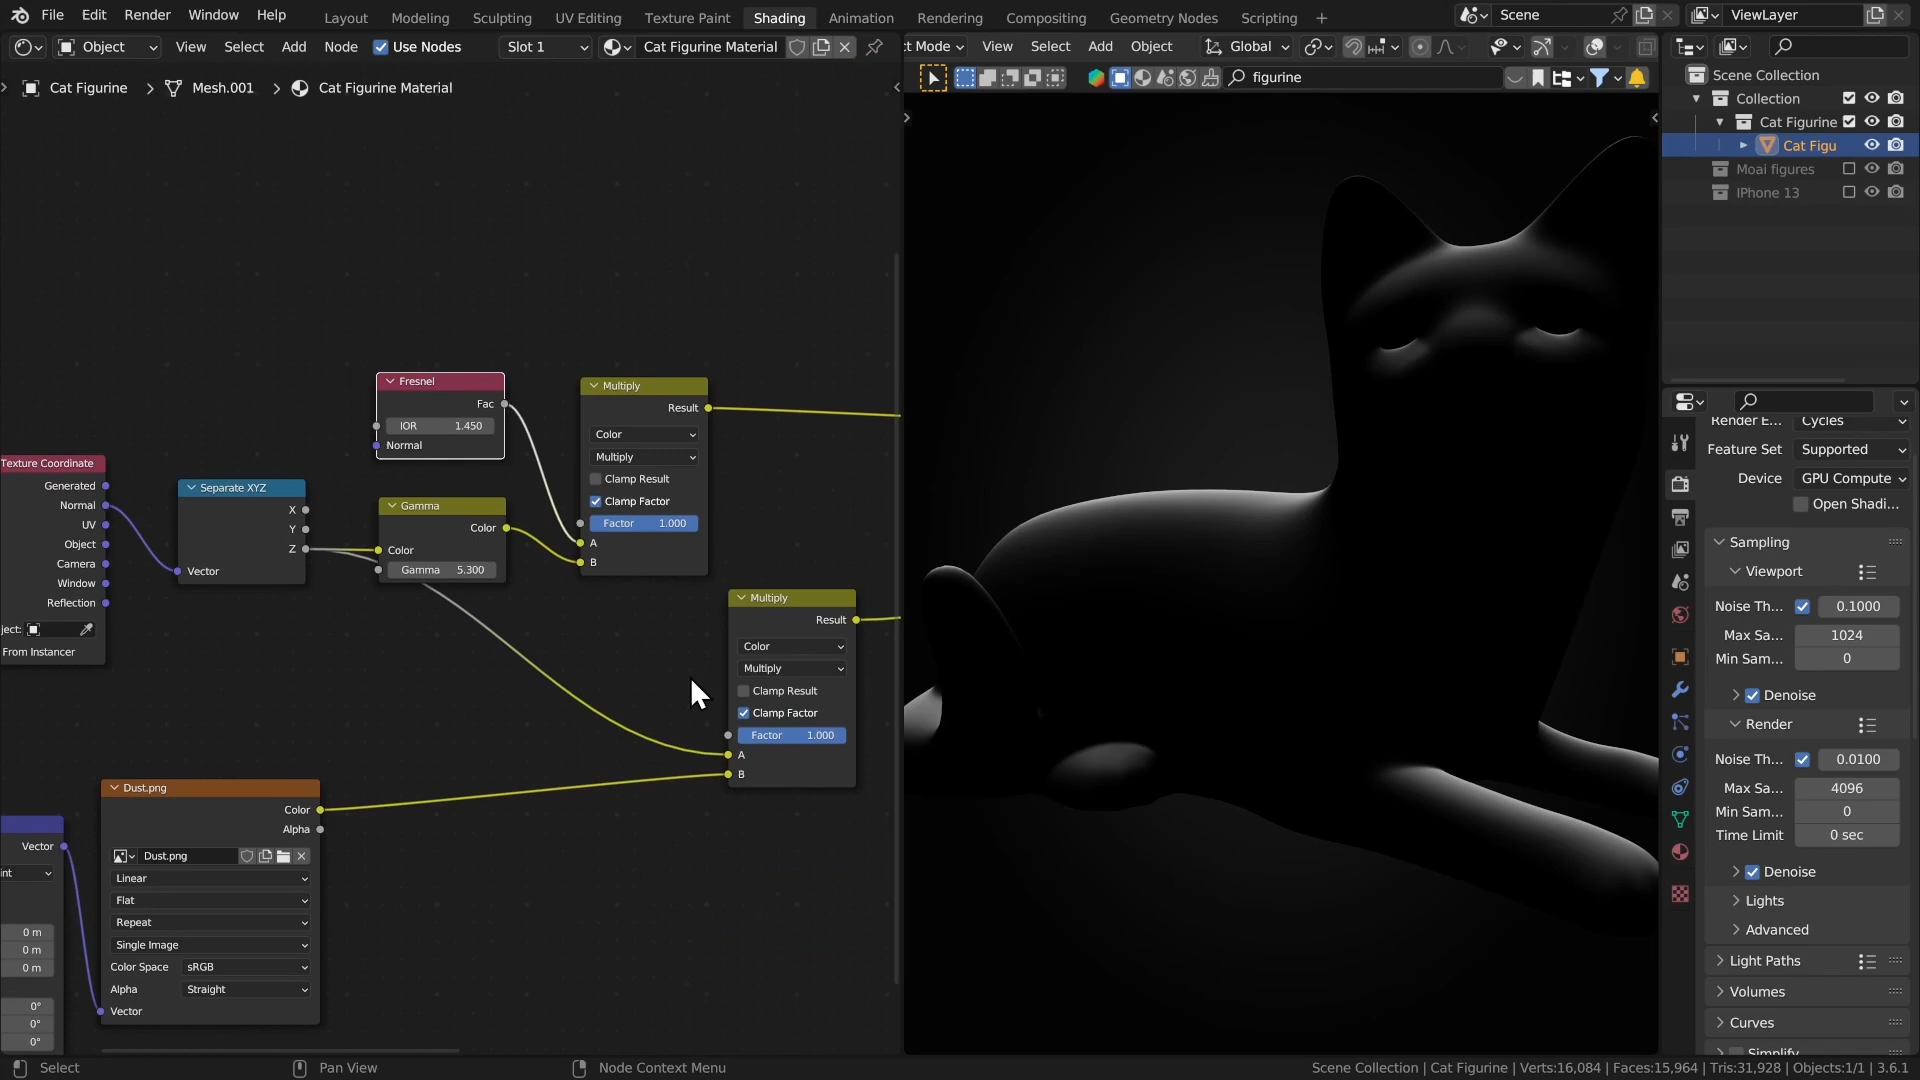 File Edit Render Window Help
Layout Modeling Sculpting UV Editing Texture Paint Shading Animation Rendering Compositing Geometry Nodes Scripting +
Scene
ViewLayer
Object
View Select Add Node Use Nodes
Slot 1
Cat Figurine Material
ct Mode
View Select Add Object
Global
figurine
Cat Figurine > Mesh.001 > Cat Figurine Material
Scene Collection
Collection
Cat Figurine
Cat Figu
Moai figures
IPhone 13
Fresnel
Fac
IOR 1.450
Normal
Multiply
Result
Color
Multiply
Clamp Result
Clamp Factor
Factor 1.000
A
B
Texture Coordinate
Generated
Normal
UV
Object
Camera
Window
Reflection
ject:
From Instancer
Separate XYZ
X
Y
Z
Vector
Gamma
Color
Color
Gamma 5.300
Multiply
Result
Color
Multiply
Clamp Result
Clamp Factor
Factor 1.000
A
B
Vector
int
0 m
0 m
0 m
0°
0°
0°
Dust.png
Color
Alpha
Dust.png
Linear
Flat
Repeat
Single Image
Color Space sRGB
Alpha Straight
Vector
Render E... Cycles
Feature Set Supported
Device GPU Compute
Open Shadi...
Sampling
Viewport
Noise Th... 0.1000
Max Sa... 1024
Min Sam... 0
Denoise
Render
Noise Th... 0.0100
Max Sa... 4096
Min Sam... 0
Time Limit 0 sec
Denoise
Lights
Advanced
Light Paths
Volumes
Curves
Simplify
Select
Pan View
Node Context Menu
Scene Collection | Cat Figurine | Verts:16,084 | Faces:15,964 | Tris:31,928 | Objects:1/1 | 3.6.1